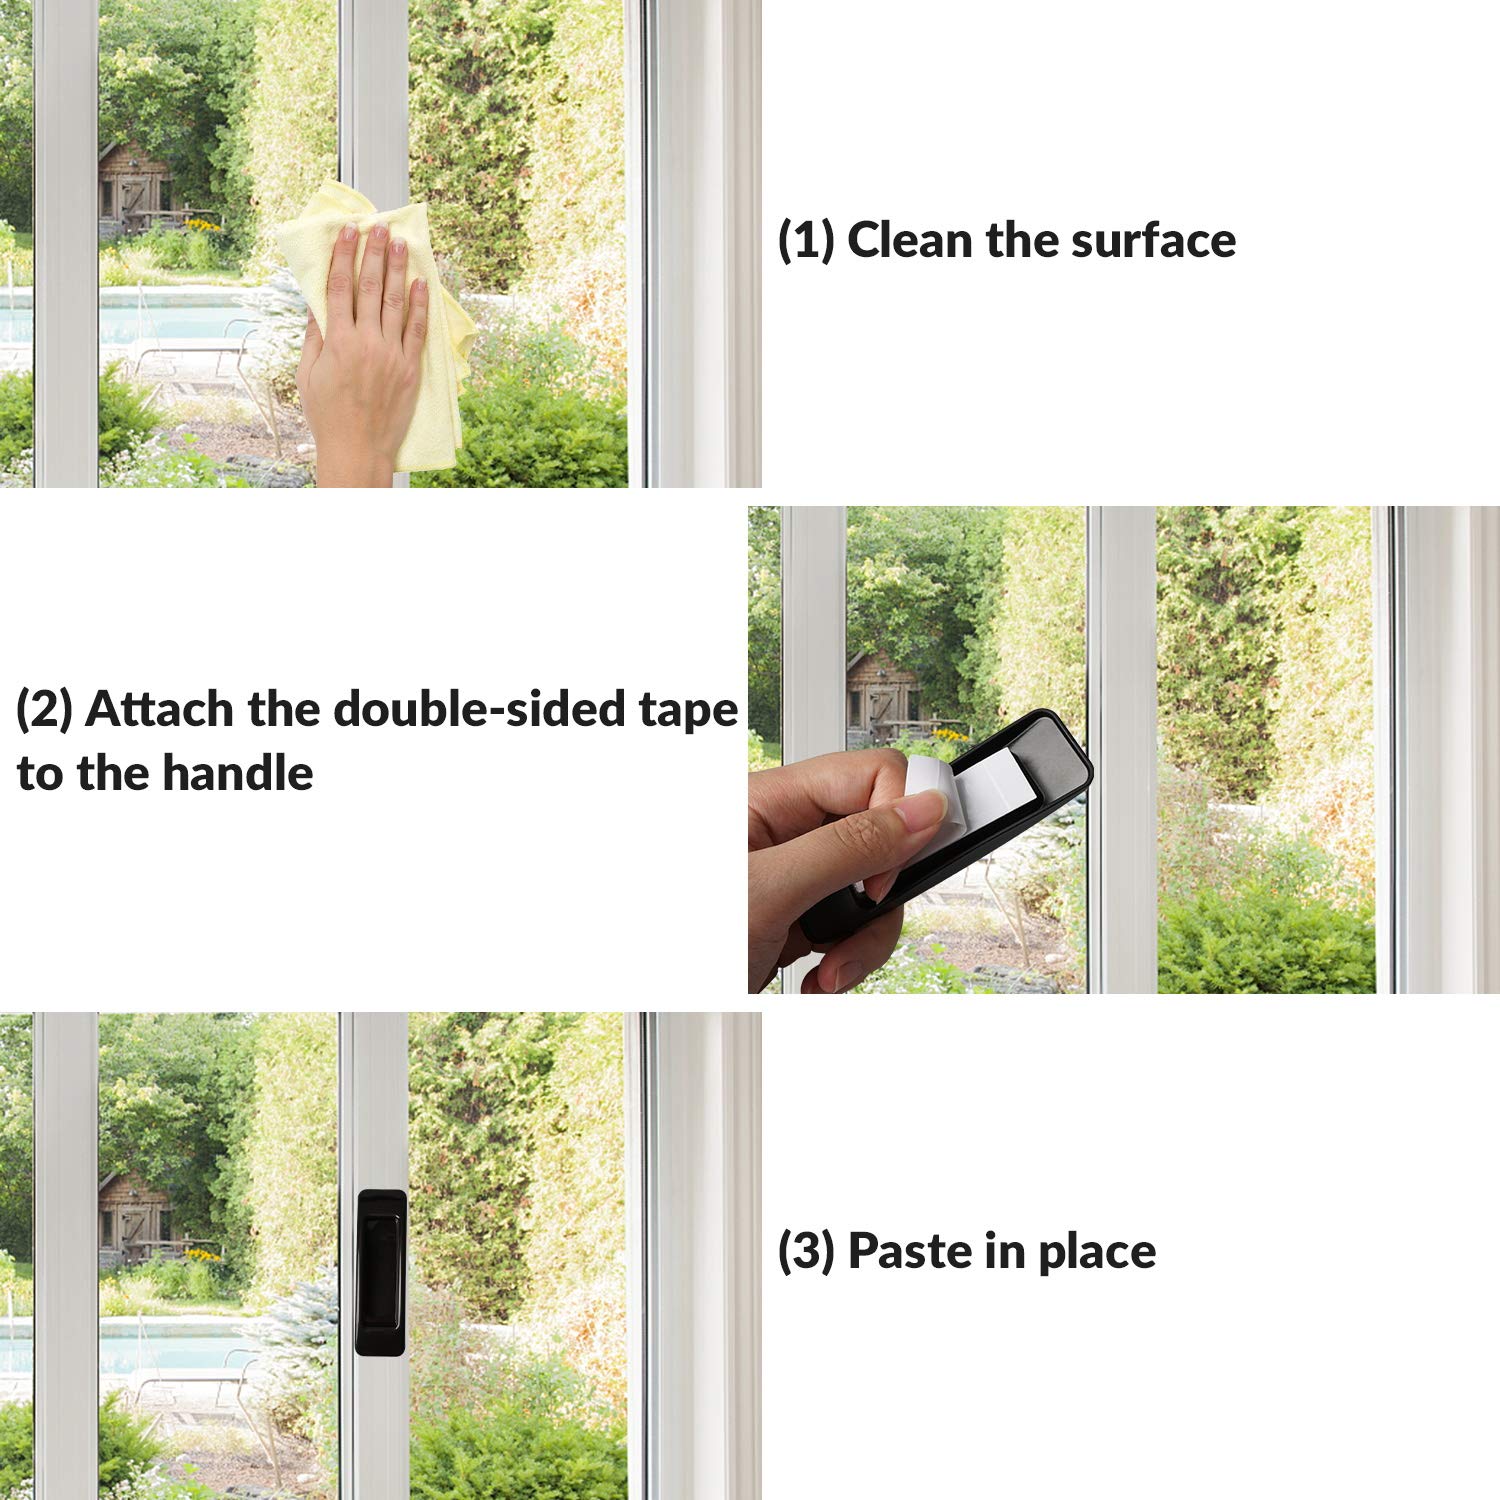 (1) Clean the surface
(2) Attach the double-sided tape
to the handle
(3) Paste in place